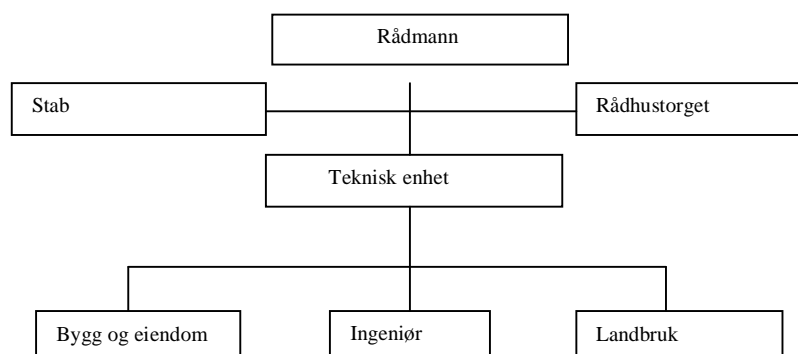 Rådmann
Stab
Rådhustorget
Teknisk enhet
Bygg og eiendom
Ingeniør
Landbruk